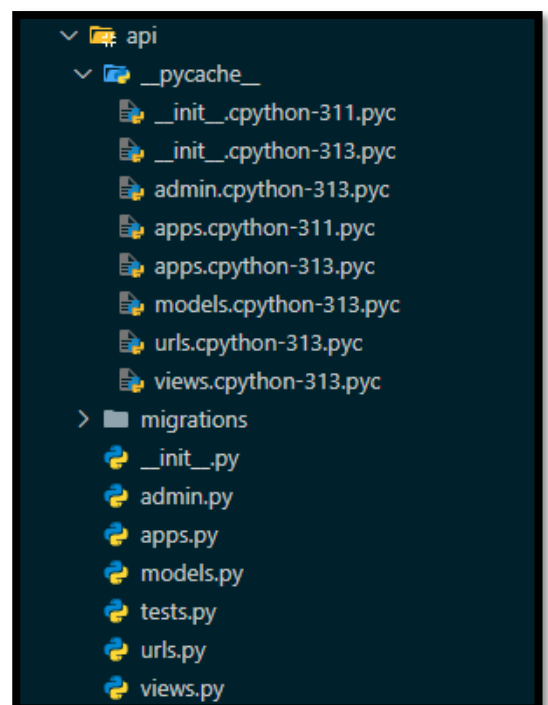 api
__pycache__
__init__.cpython-311.pyc
__init__.cpython-313.pyc
admin.cpython-313.pyc
apps.cpython-311.pyc
apps.cpython-313.pyc
models.cpython-313.pyc
urls.cpython-313.pyc
views.cpython-313.pyc
migrations
__init__.py
admin.py
apps.py
models.py
tests.py
urls.py
views.py